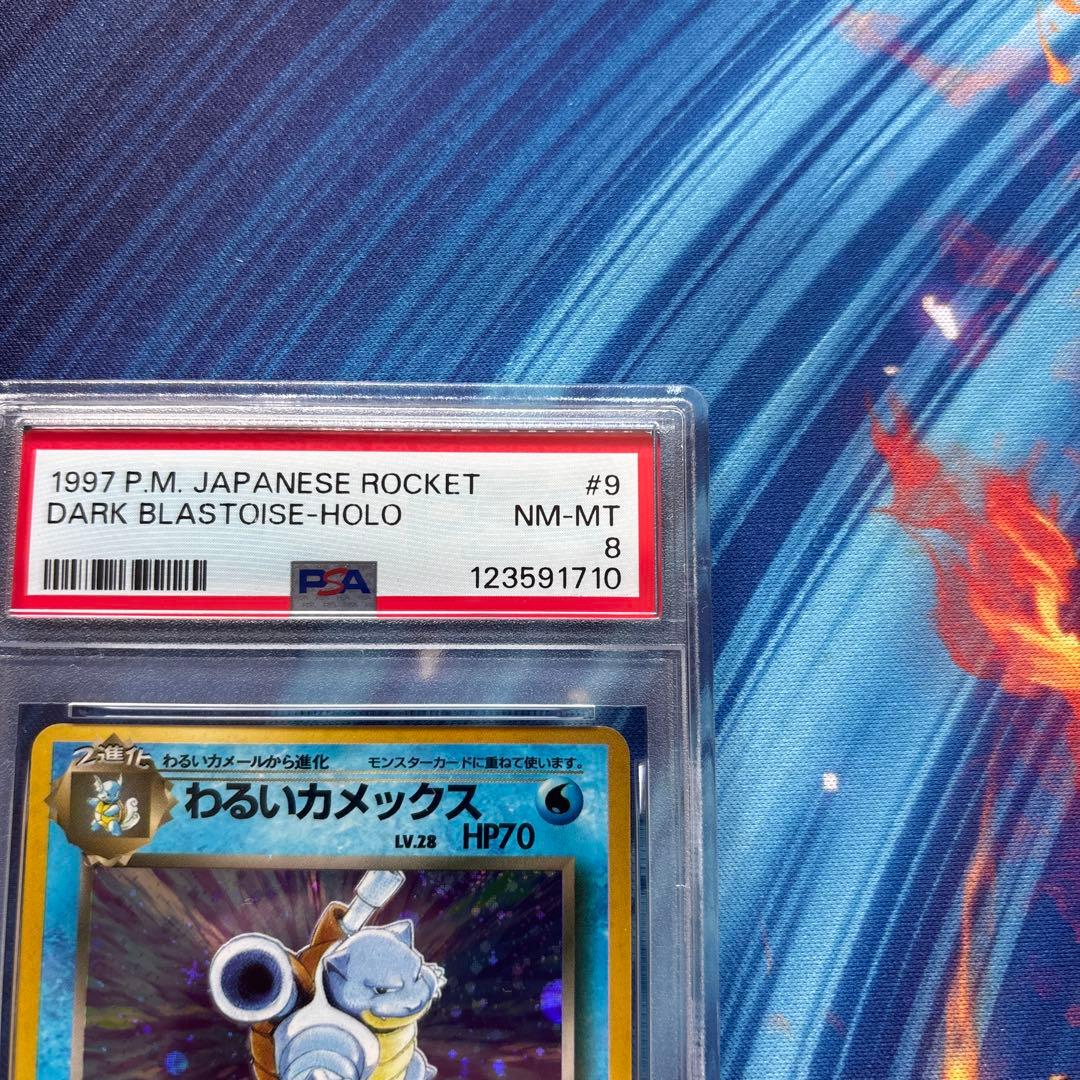 1997 P.M. JAPANESE ROCKET #9
DARK BLASTOISE-HOLO NM-MT
8
PSA 123591710
2進化 わるいカメールから進化 モンスターカードに重ねて使います。
わるいカメックス
LV.28 HP70